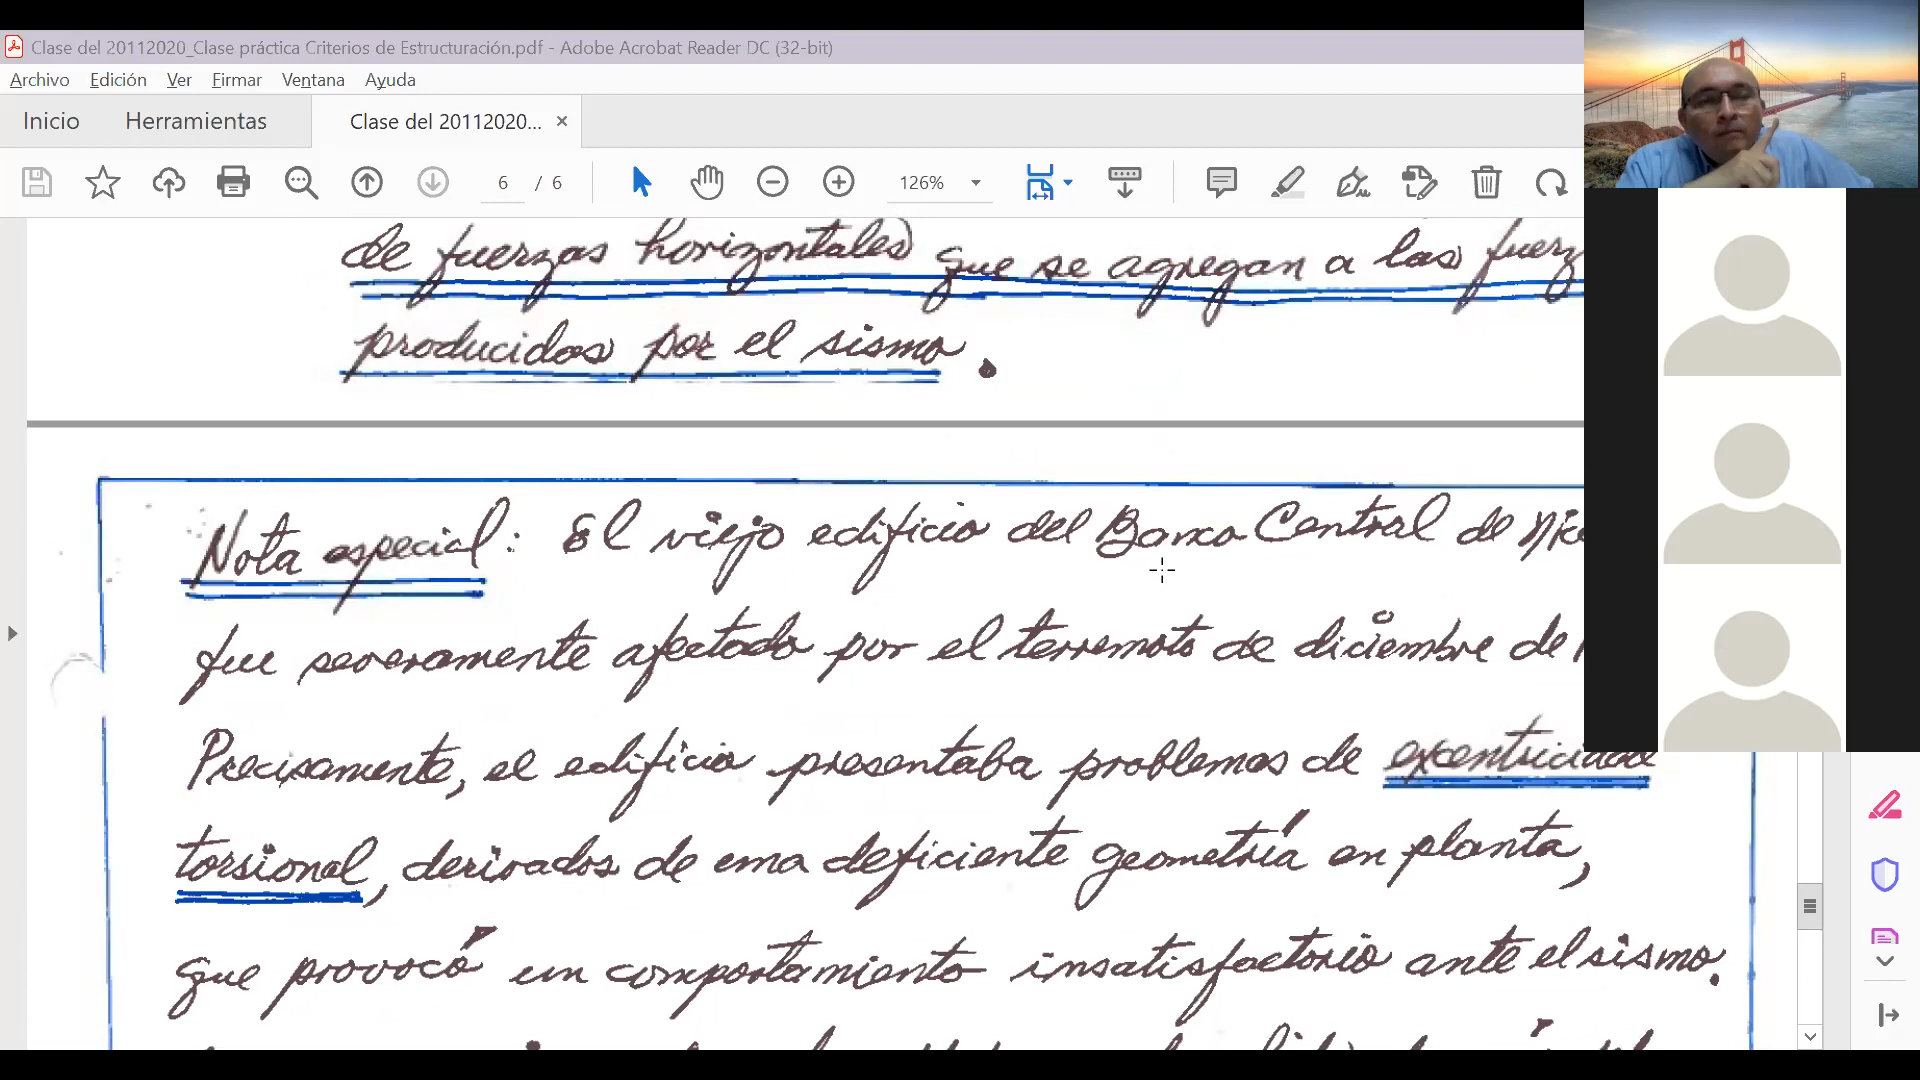 Clase del 20112020_Clase práctica Criterios de Estructuración.pdf - Adobe Acrobat Reader DC (32-bit)
Archivo Edición Ver Firmar Ventana Ayuda
Inicio Herramientas Clase del 20112020... ×
6 / 6 126%
de fuerzas horizontales que se agregan a las fuerz
producidas por el sismo.
Nota especial: El viejo edificio del Banco Central de Nica
fue severamente afectado por el terremoto de diciembre de 1
Precisamente, el edificio presentaba problemas de excentricidad
torsional, derivados de una deficiente geometría en planta,
que provocó un comportamiento insatisfactorio ante el sismo.